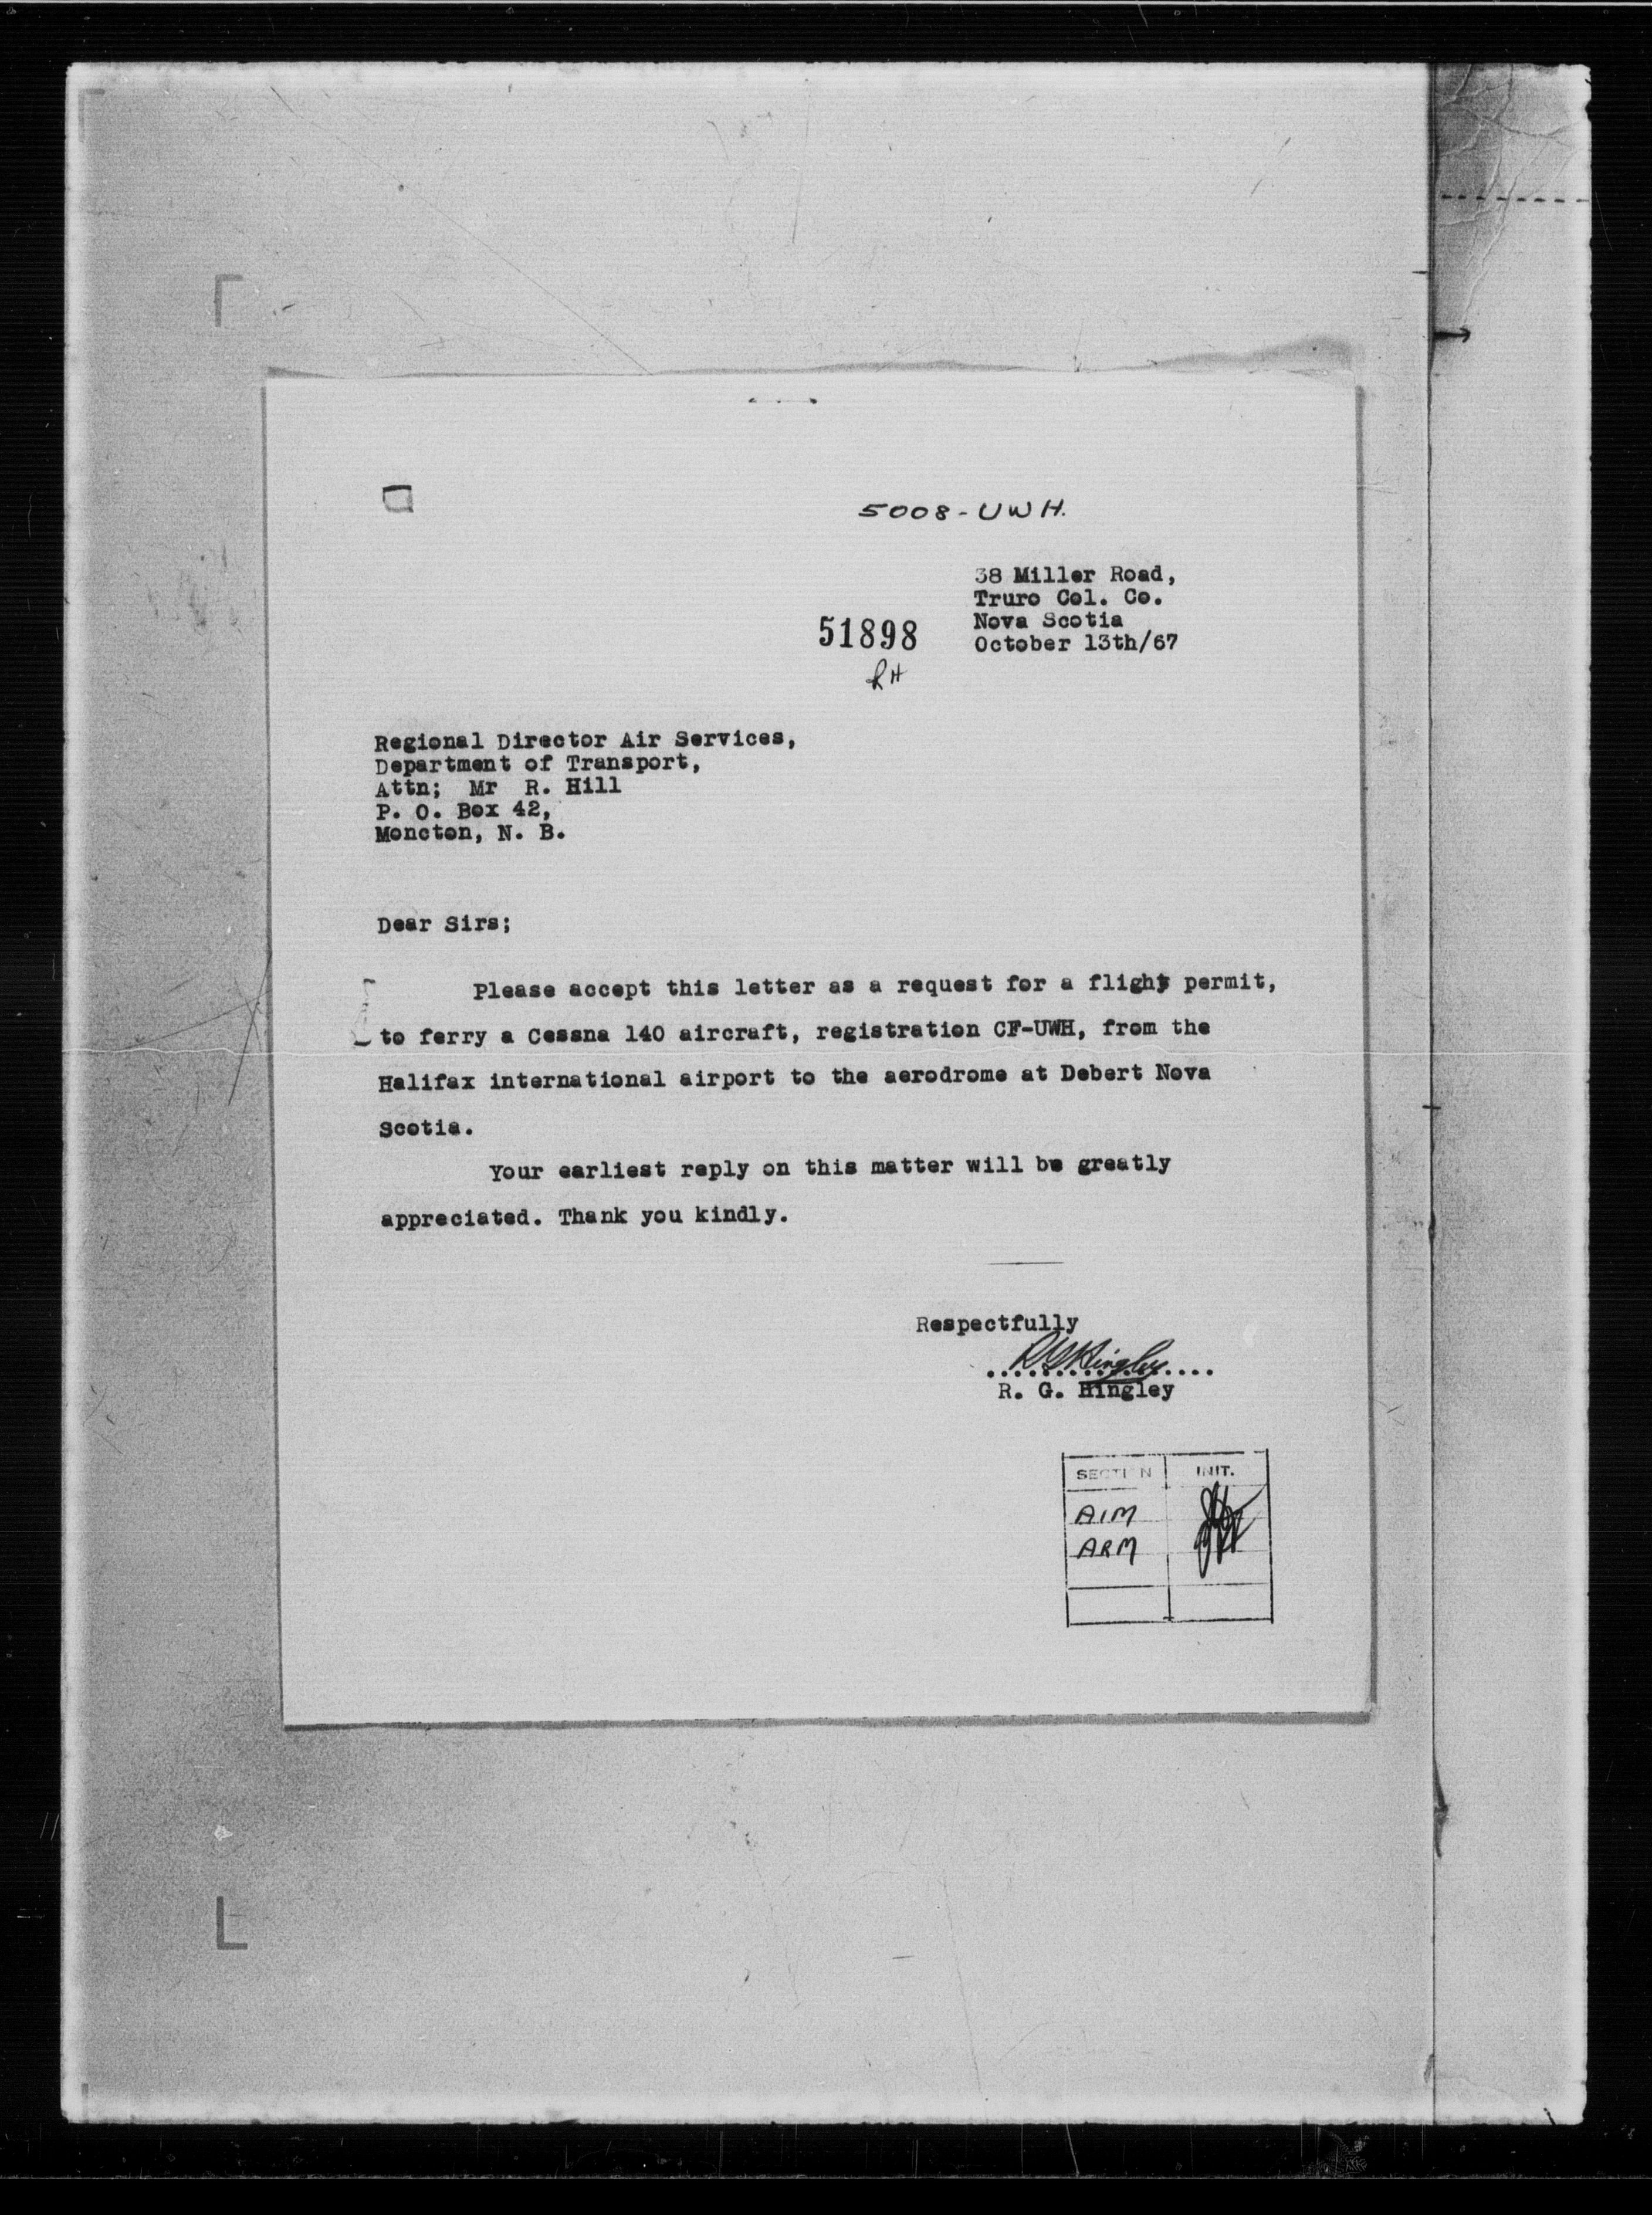 5008-UWH.
38 Miller Road,
Truro Col. Co.
Nova Scotia
October 13th/67
51898
RH
Regional Director Air Services,
Department of Transport,
Attn; Mr R. Hill
P. O. Box 42,
Moncton, N. B.
Dear Sirs;
Please accept this letter as a request for a flight permit,
to ferry a Cessna 140 aircraft, registration CF-UWH, from the
Halifax international airport to the aerodrome at Debert Nova
Scotia.
Your earliest reply on this matter will be greatly
appreciated. Thank you kindly.
Respectfully
RGHingley
R. G. Hingley
SECTION INIT.
AIM
ARM